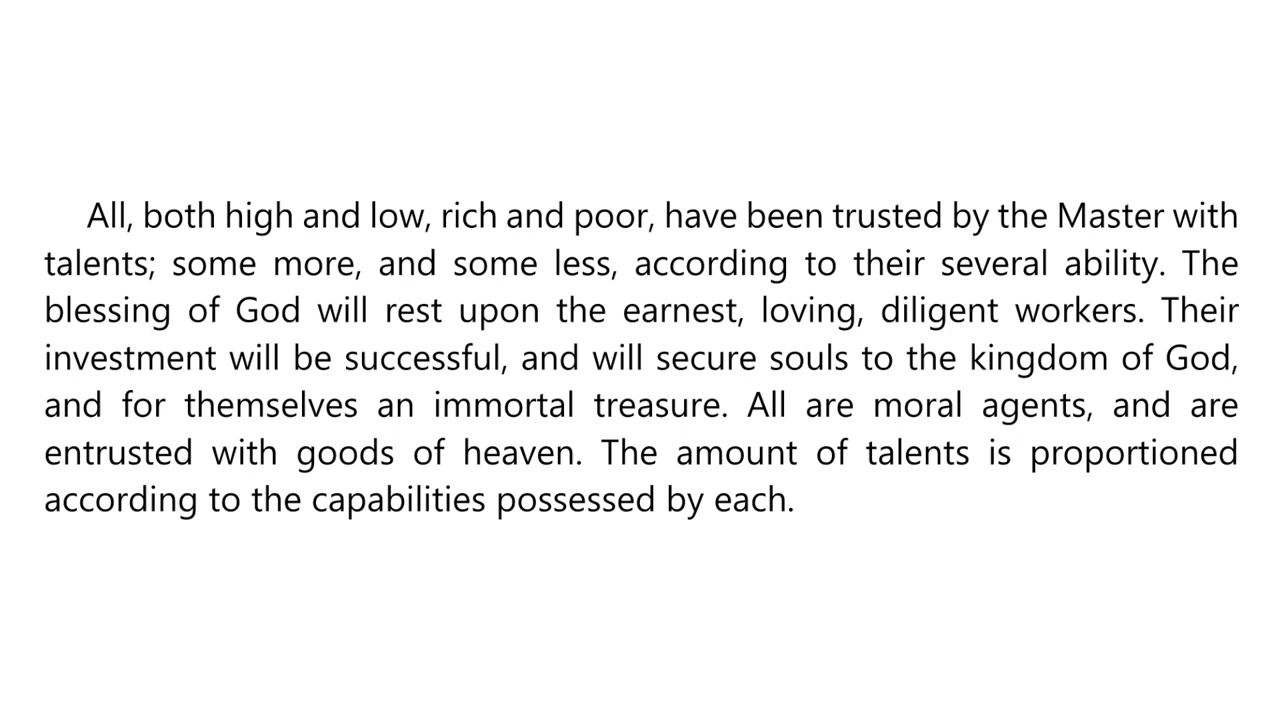 All, both high and low, rich and poor, have been trusted by the Master with
talents; some more, and some less, according to their several ability. The
blessing of God will rest upon the earnest, loving, diligent workers. Their
investment will be successful, and will secure souls to the kingdom of God,
and for themselves an immortal treasure. All are moral agents, and are
entrusted with goods of heaven. The amount of talents is proportioned
according to the capabilities possessed by each.